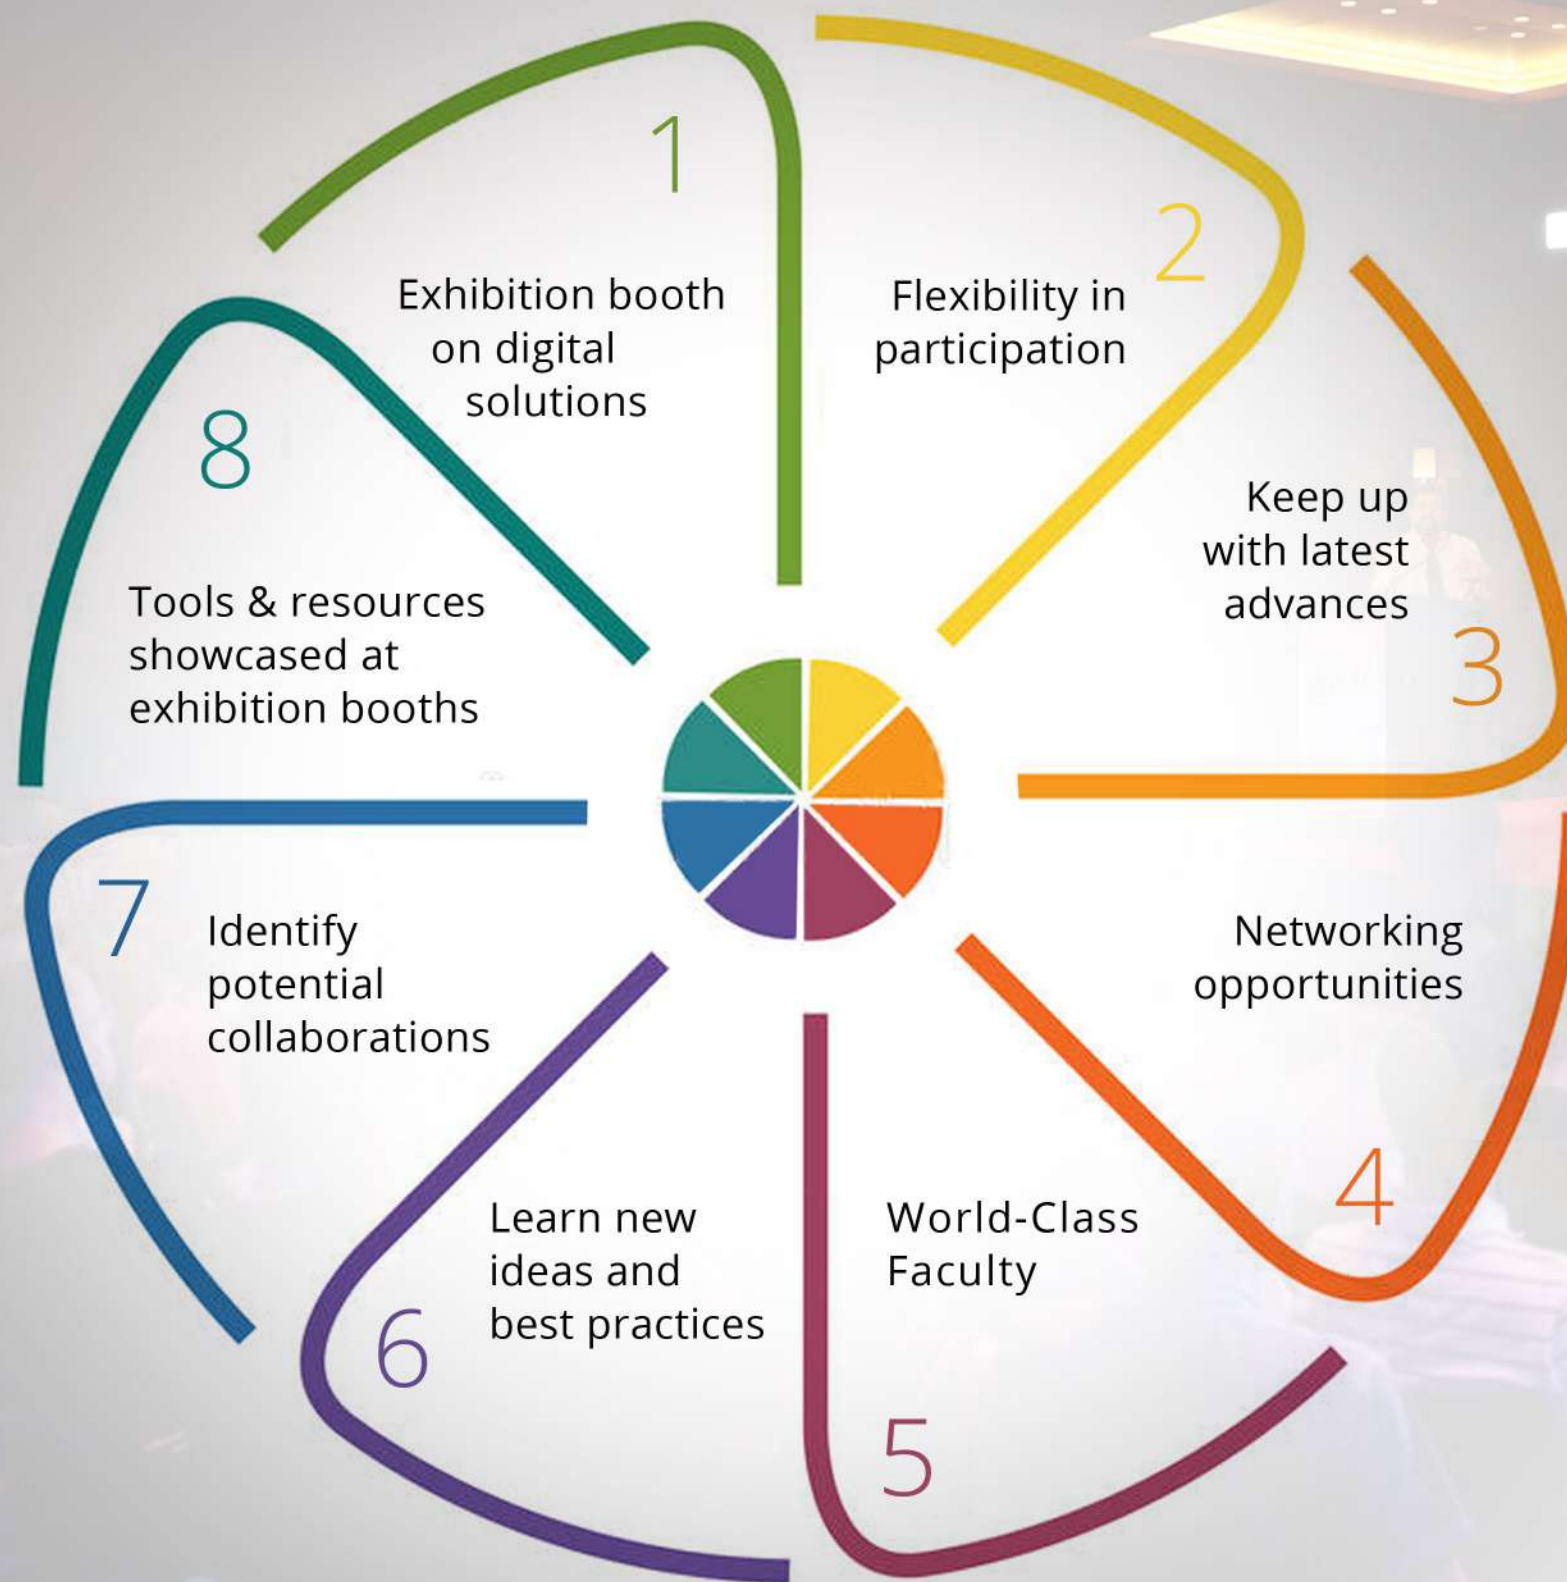 1
Exhibition booth
on digital
solutions
2
Flexibility in
participation
Keep up
with latest
advances
3
Networking
opportunities
4
World-Class
Faculty
5
Learn new
ideas and
best practices
6
7
Identify
potential
collaborations
8
Tools & resources
showcased at
exhibition booths